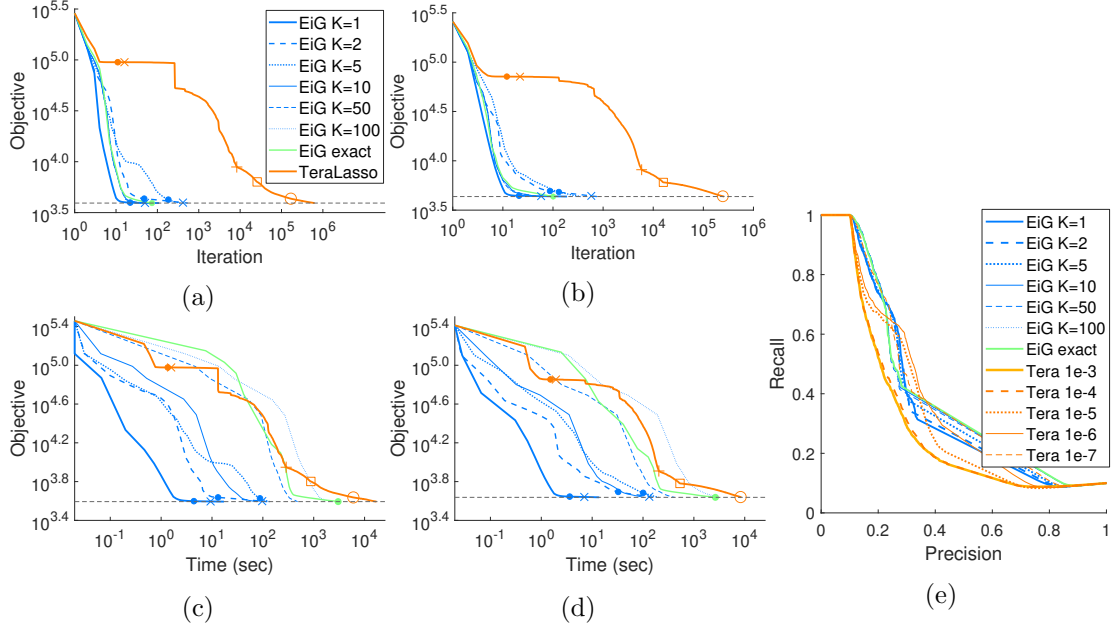 10^5.5
10^5.0
10^4.5
10^4.0
10^3.5
Objective
10^0 10^1 10^2 10^3 10^4 10^5 10^6
Iteration
EiG K=1
EiG K=2
EiG K=5
EiG K=10
EiG K=50
EiG K=100
EiG exact
TeraLasso
(a)
10^5.5
10^5.0
10^4.5
10^4.0
10^3.5
Objective
10^0 10^1 10^2 10^3 10^4 10^5 10^6
Iteration
(b)
10^5.4
10^5.0
10^4.6
10^4.2
10^3.8
10^3.4
Objective
10^-1 10^0 10^1 10^2 10^3 10^4
Time (sec)
(c)
10^5.4
10^5.0
10^4.6
10^4.2
10^3.8
10^3.4
Objective
10^-1 10^0 10^1 10^2 10^3 10^4
Time (sec)
(d)
1
0.8
0.6
0.4
0.2
0
Recall
0 0.2 0.4 0.6 0.8 1
Precision
EiG K=1
EiG K=2
EiG K=5
EiG K=10
EiG K=50
EiG K=100
EiG exact
Tera 1e-3
Tera 1e-4
Tera 1e-5
Tera 1e-6
Tera 1e-7
(e)